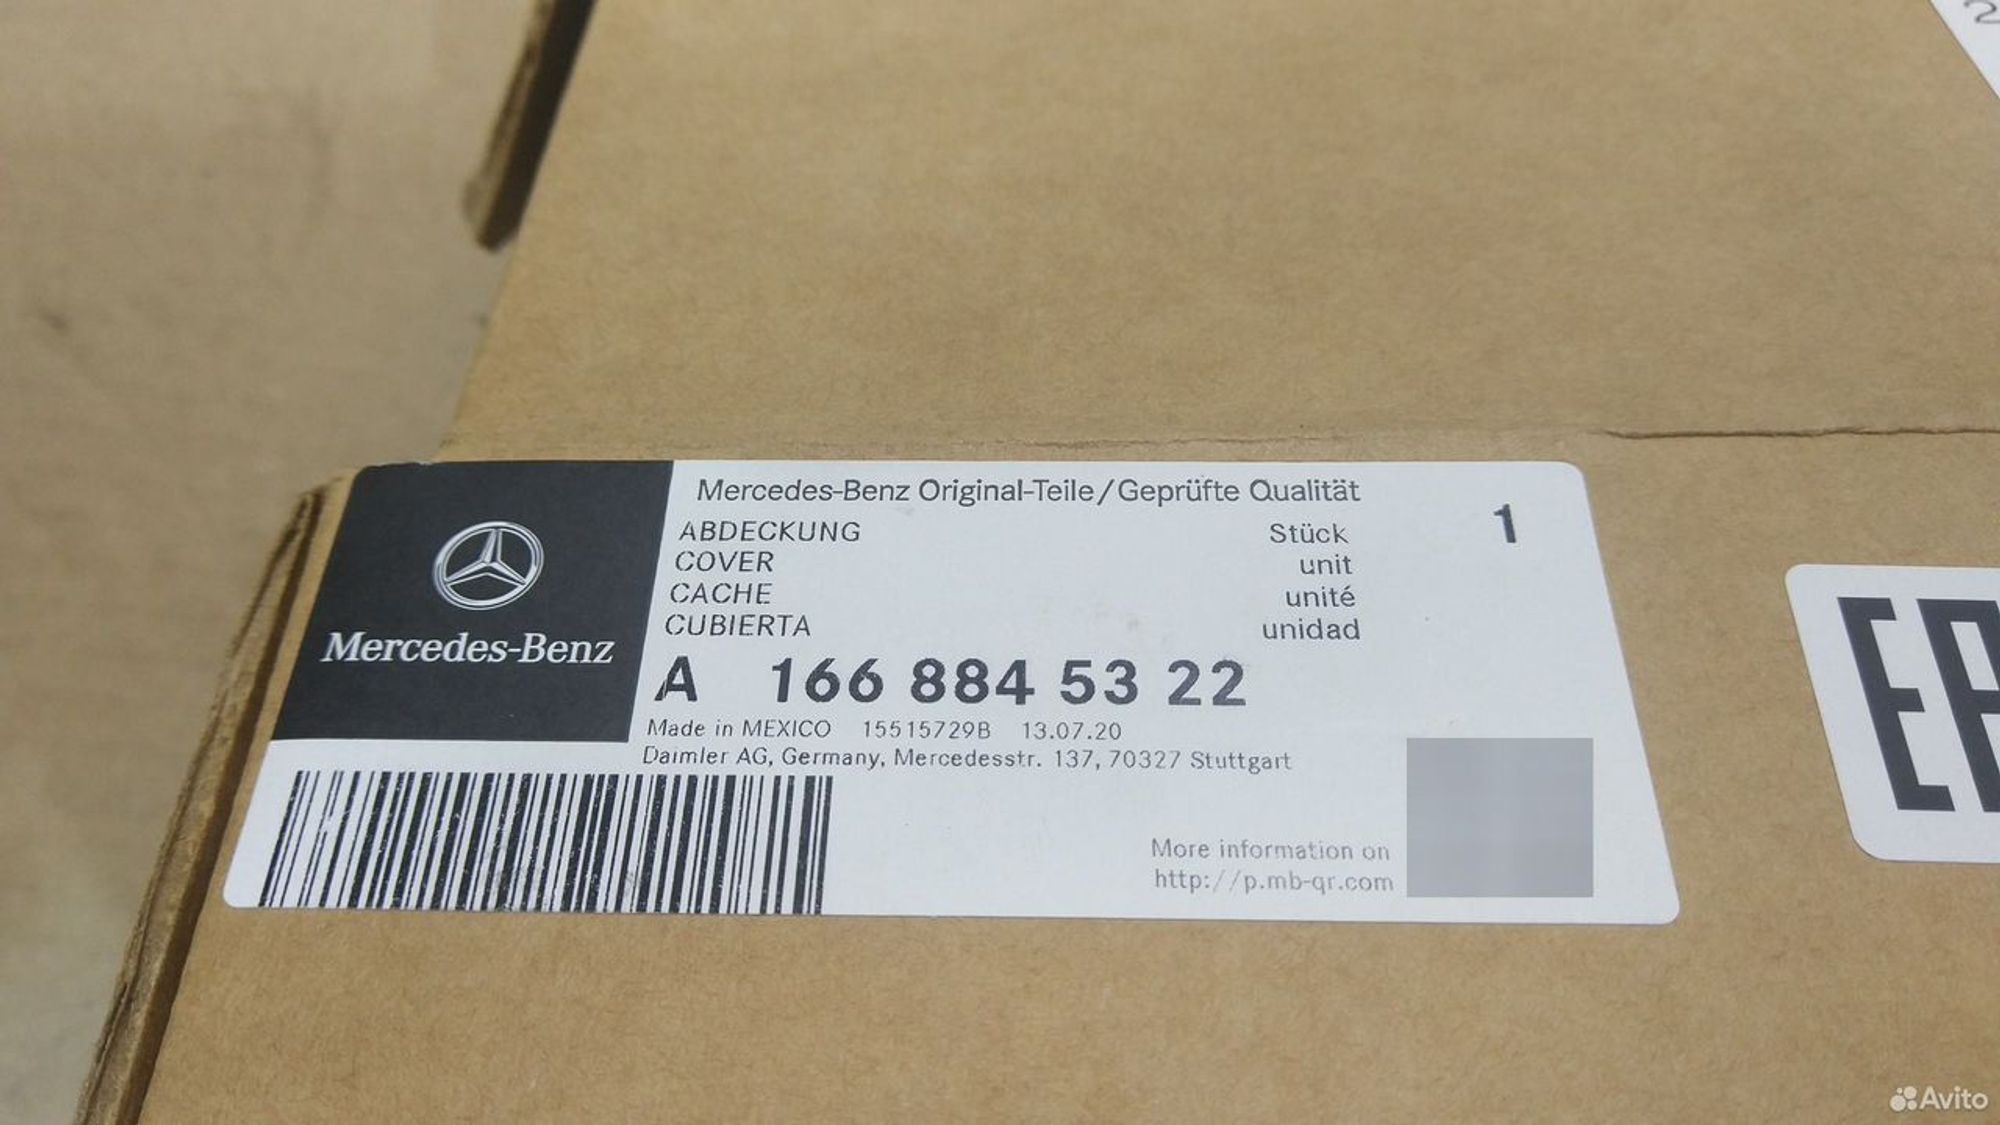 Mercedes-Benz
Mercedes-Benz Original-Teile/Geprüfte Qualität
ABDECKUNG Stück 1
COVER unit
CACHE unité
CUBIERTA unidad
A 166 884 53 22
Made in MEXICO 15515729B 13.07.20
Daimler AG, Germany, Mercedesstr. 137, 70327 Stuttgart
More information on
http://p.mb-qr.com
Avito